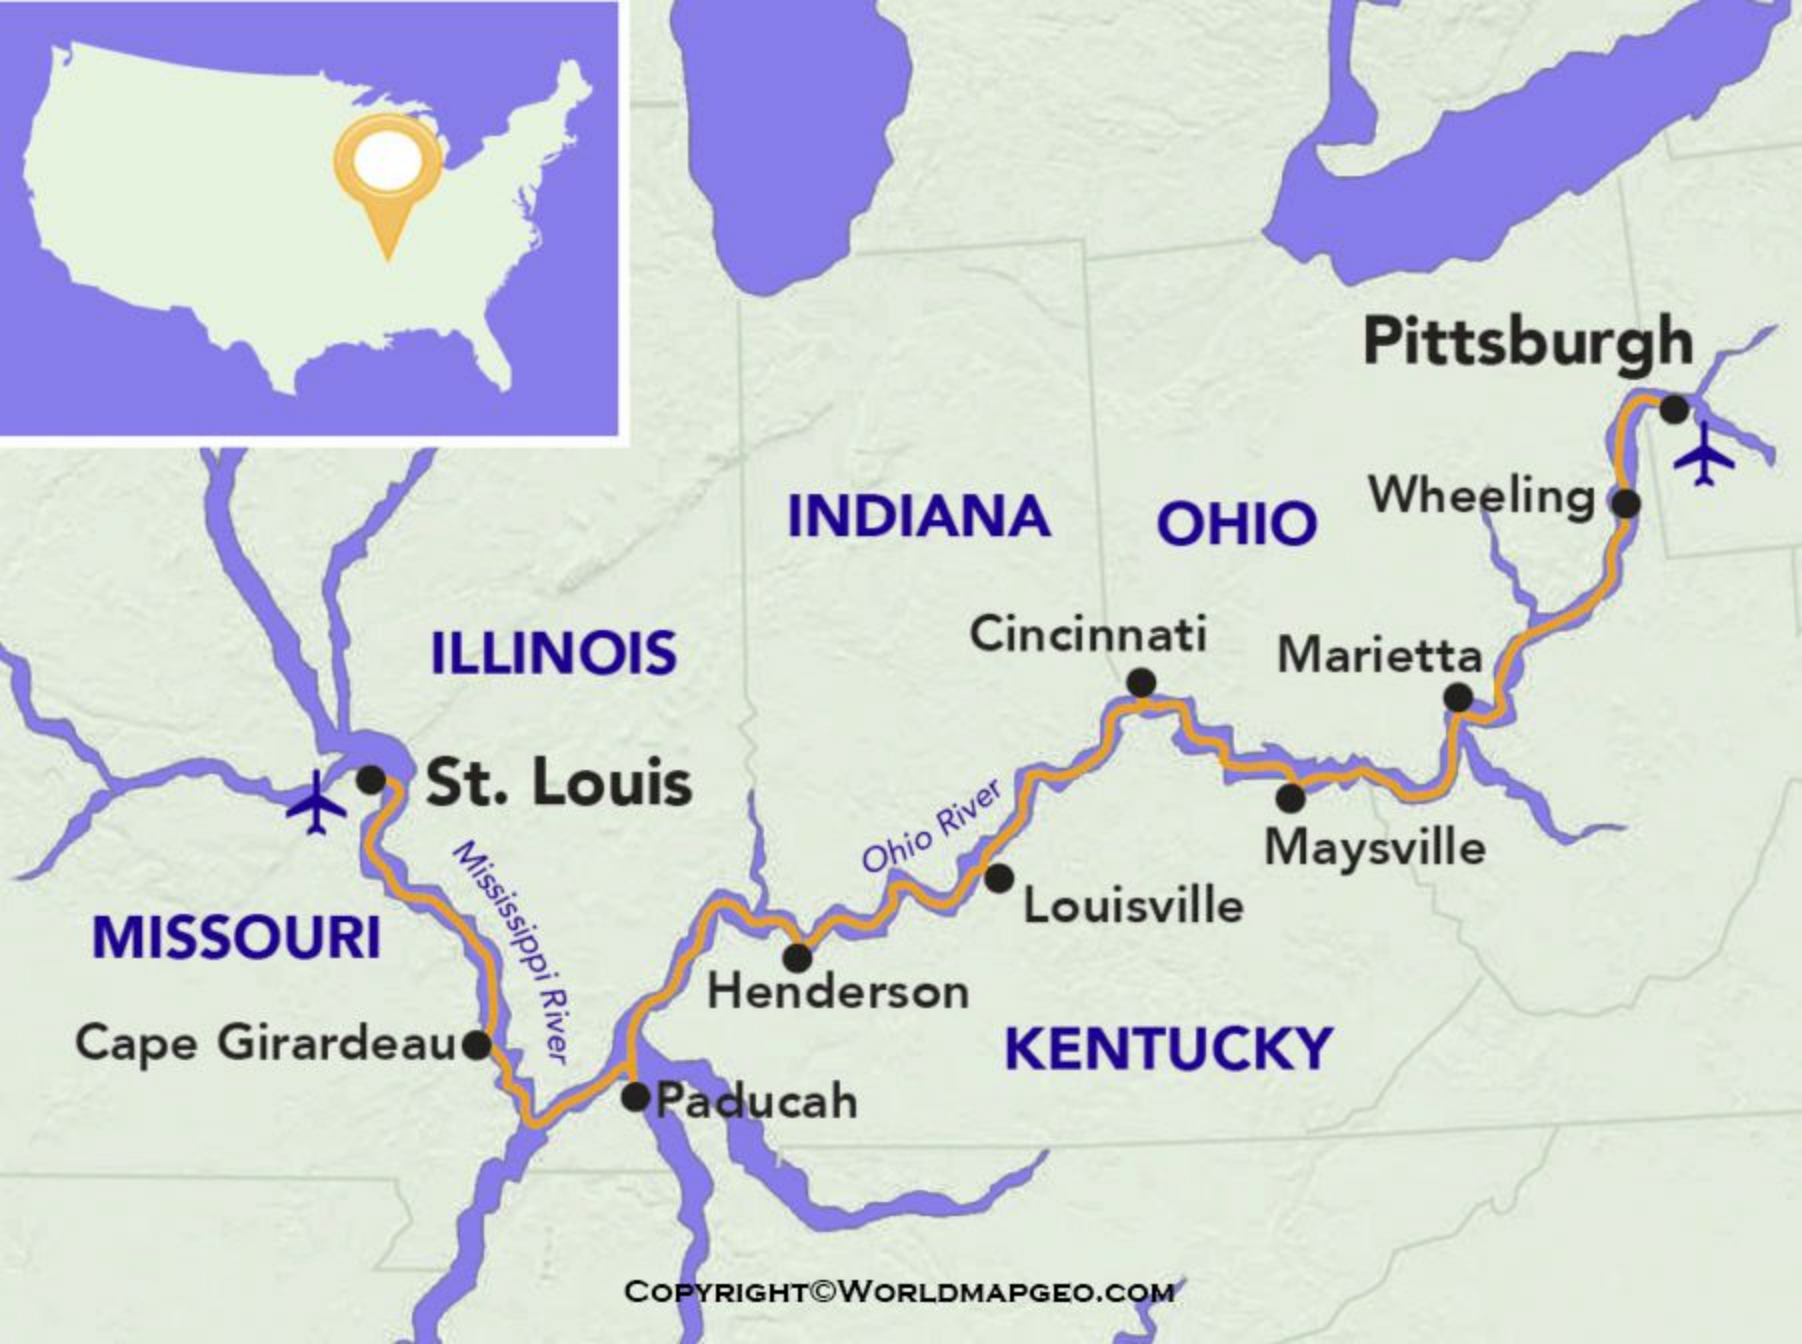 Pittsburgh
Wheeling
INDIANA
OHIO
Cincinnati
Marietta
ILLINOIS
St. Louis
Ohio River
Maysville
Mississippi River
Louisville
MISSOURI
Henderson
Cape Girardeau
KENTUCKY
Paducah
COPYRIGHT©WORLDMAPGEO.COM